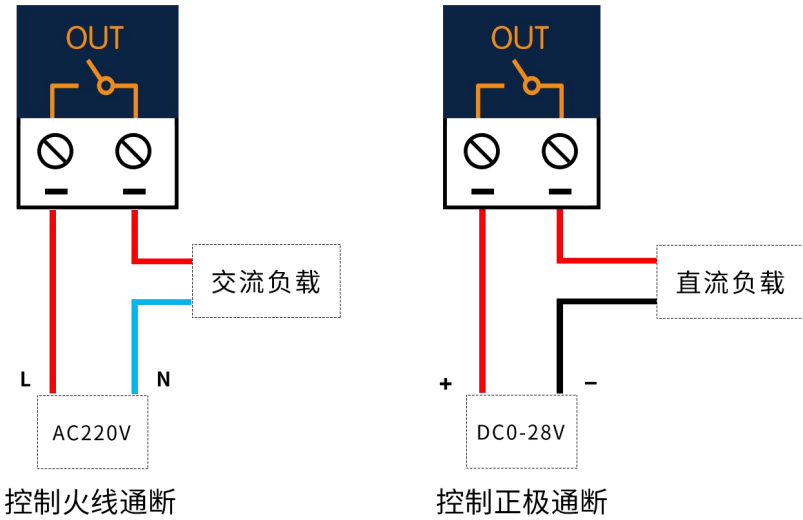 OUT
交流负载
L
N
AC220V
控制火线通断
OUT
直流负载
+
−
DC0-28V
控制正极通断